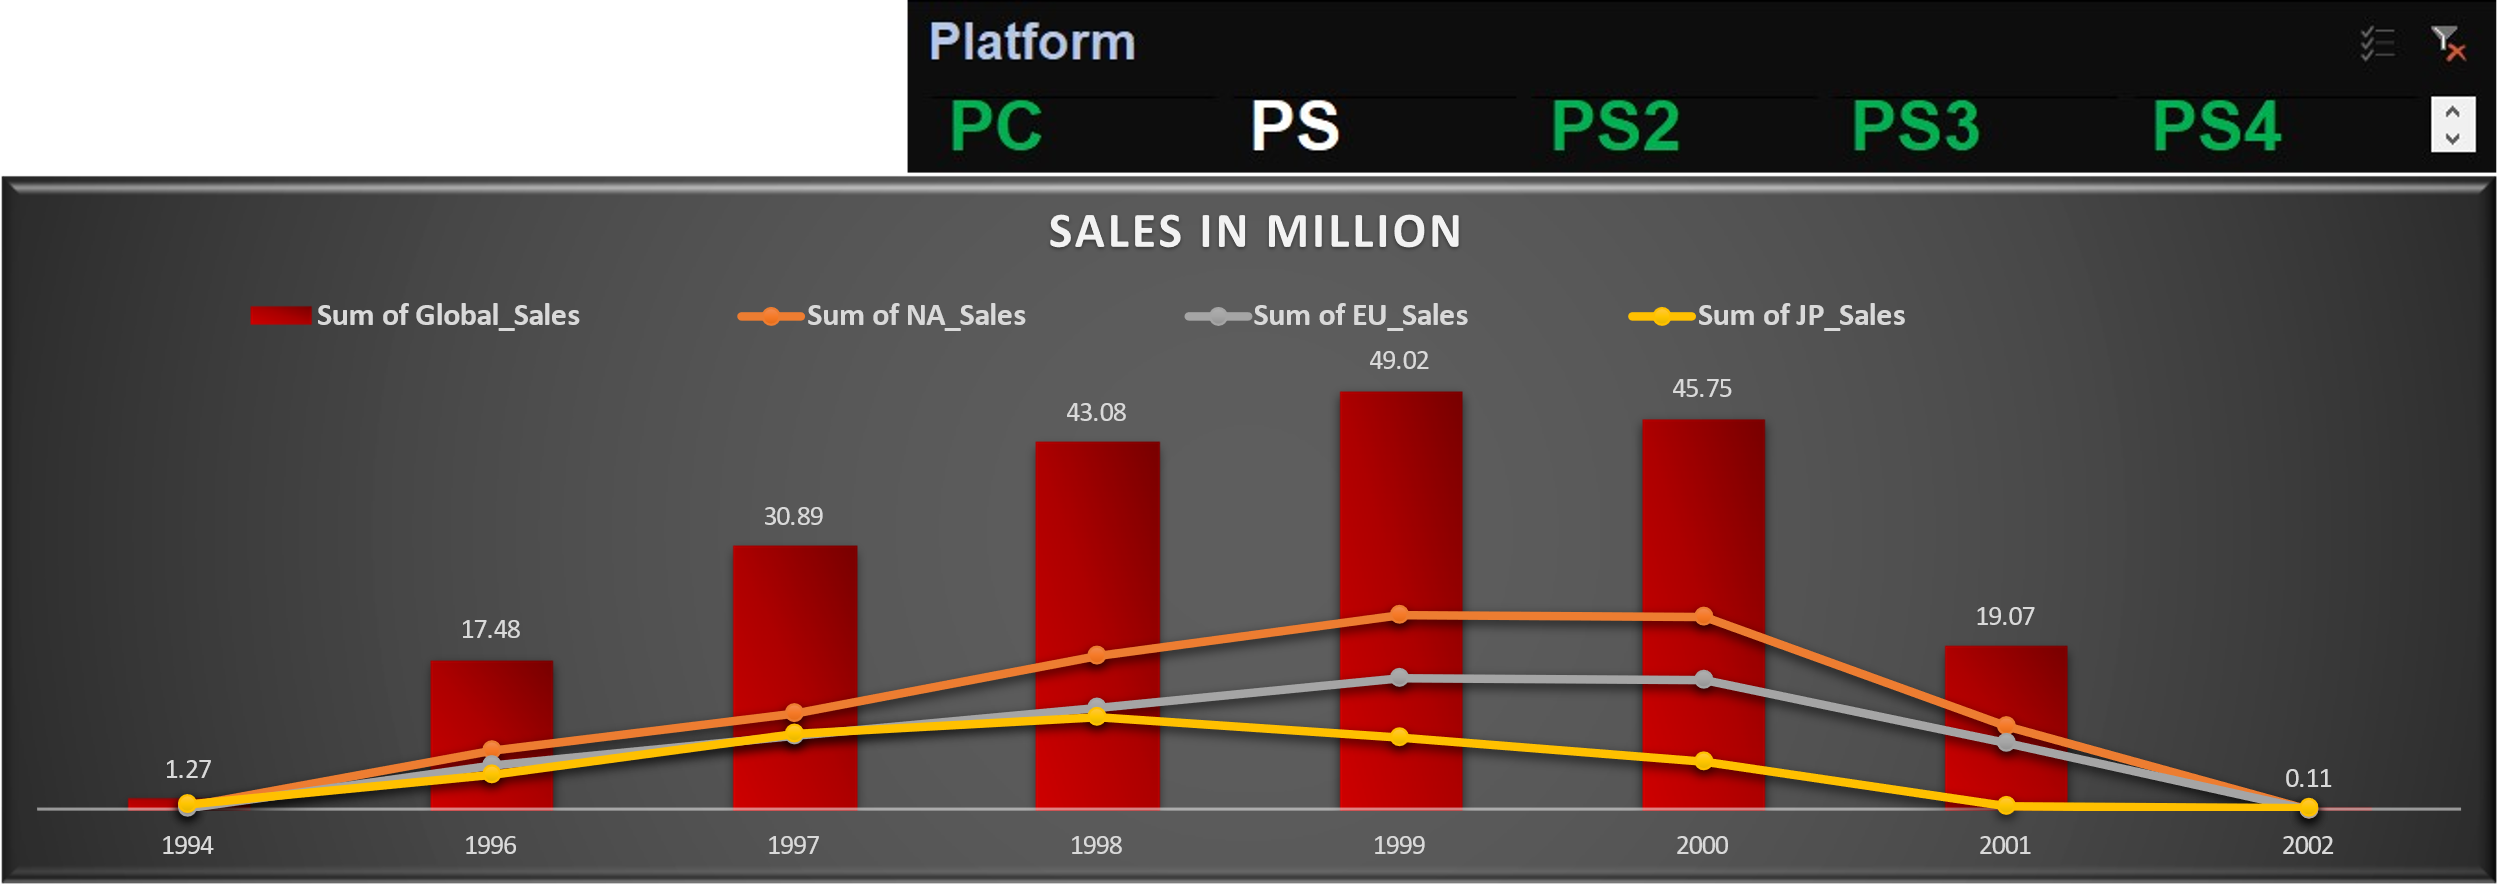 Platform
PC PS PS2 PS3 PS4
SALES IN MILLION
Sum of Global_Sales Sum of NA_Sales Sum of EU_Sales Sum of JP_Sales
49.02
45.75
43.08
30.89
19.07
17.48
1.27
0.11
1994 1996 1997 1998 1999 2000 2001 2002